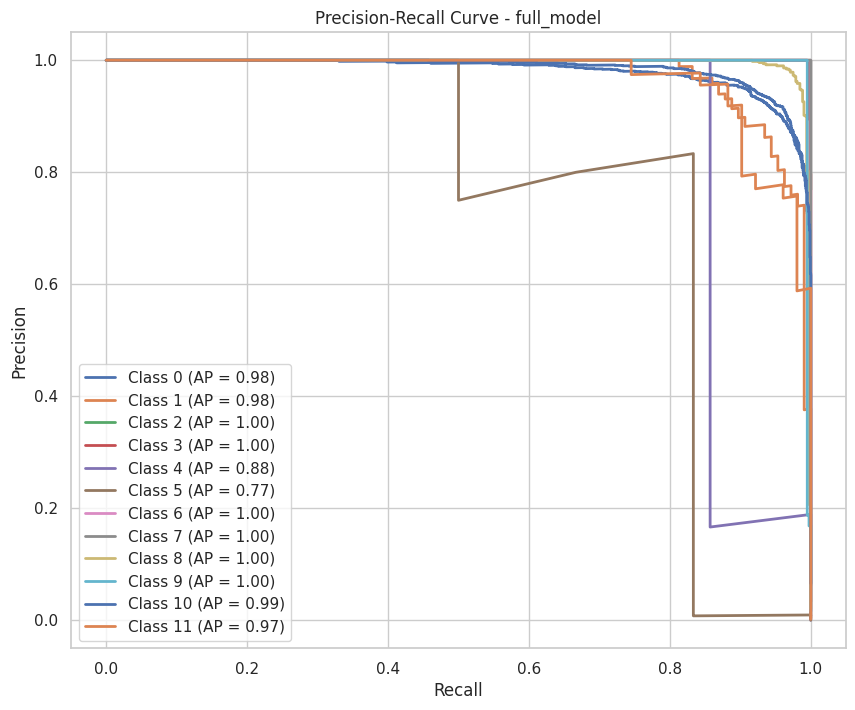 Precision-Recall Curve - full_model
Precision
1.0
0.8
0.6
0.4
0.2
0.0
Class 0 (AP = 0.98)
Class 1 (AP = 0.98)
Class 2 (AP = 1.00)
Class 3 (AP = 1.00)
Class 4 (AP = 0.88)
Class 5 (AP = 0.77)
Class 6 (AP = 1.00)
Class 7 (AP = 1.00)
Class 8 (AP = 1.00)
Class 9 (AP = 1.00)
Class 10 (AP = 0.99)
Class 11 (AP = 0.97)
0.0 0.2 0.4 0.6 0.8 1.0
Recall